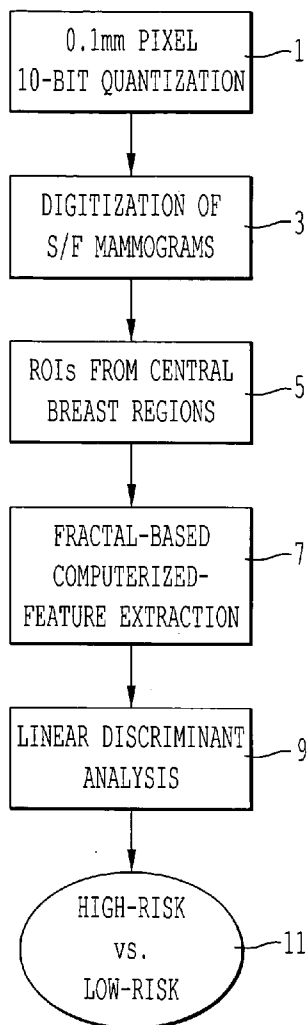 0.1mm PIXEL
10-BIT QUANTIZATION
1
DIGITIZATION OF
S/F MAMMOGRAMS
3
ROIs FROM CENTRAL
BREAST REGIONS
5
FRACTAL-BASED
COMPUTERIZED-
FEATURE EXTRACTION
7
LINEAR DISCRIMINANT
ANALYSIS
9
HIGH-RISK
vs.
LOW-RISK
11